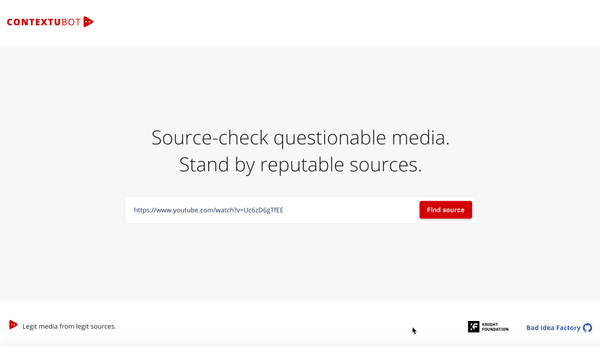 CONTEXTUBOT
Source-check questionable media.
Stand by reputable sources.
https://www.youtube.com/watch?v=Uc6zD6gTfEE
Find source
Legit media from legit sources.
KNIGHT
FOUNDATION
Bad Idea Factory